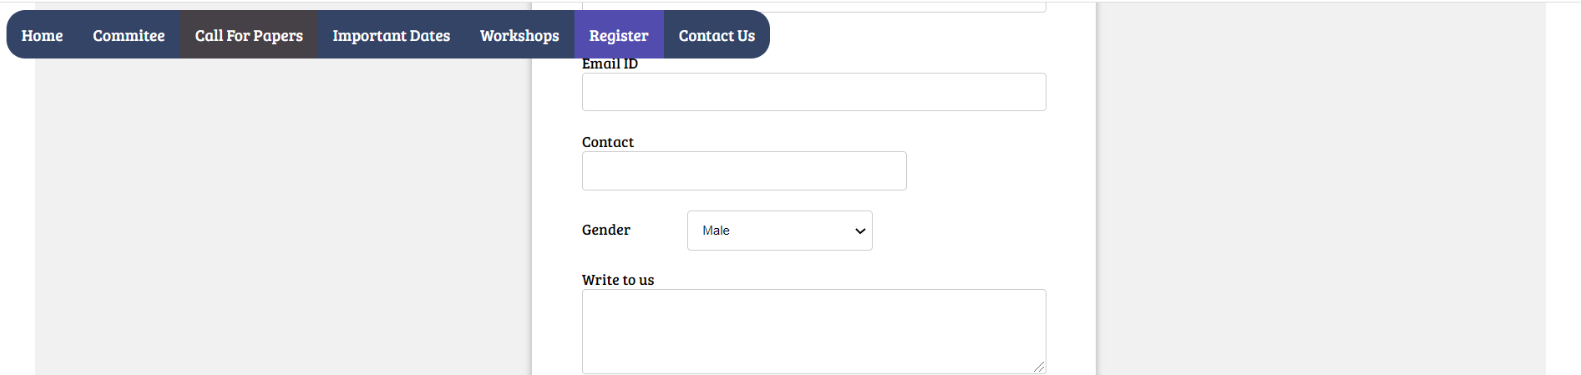 Home Commitee Call For Papers Important Dates Workshops Register Contact Us
Email ID
Contact
Gender Male
Write to us